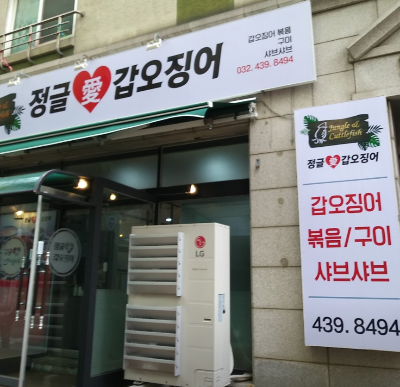 정글 愛 갑오징어
갑오징어 볶음
구이
샤브샤브
032. 439. 8494
Jungle ae
Cuttlefish
정글 愛 갑오징어
갑오징어
볶음/구이
샤브샤브
439. 8494
LG